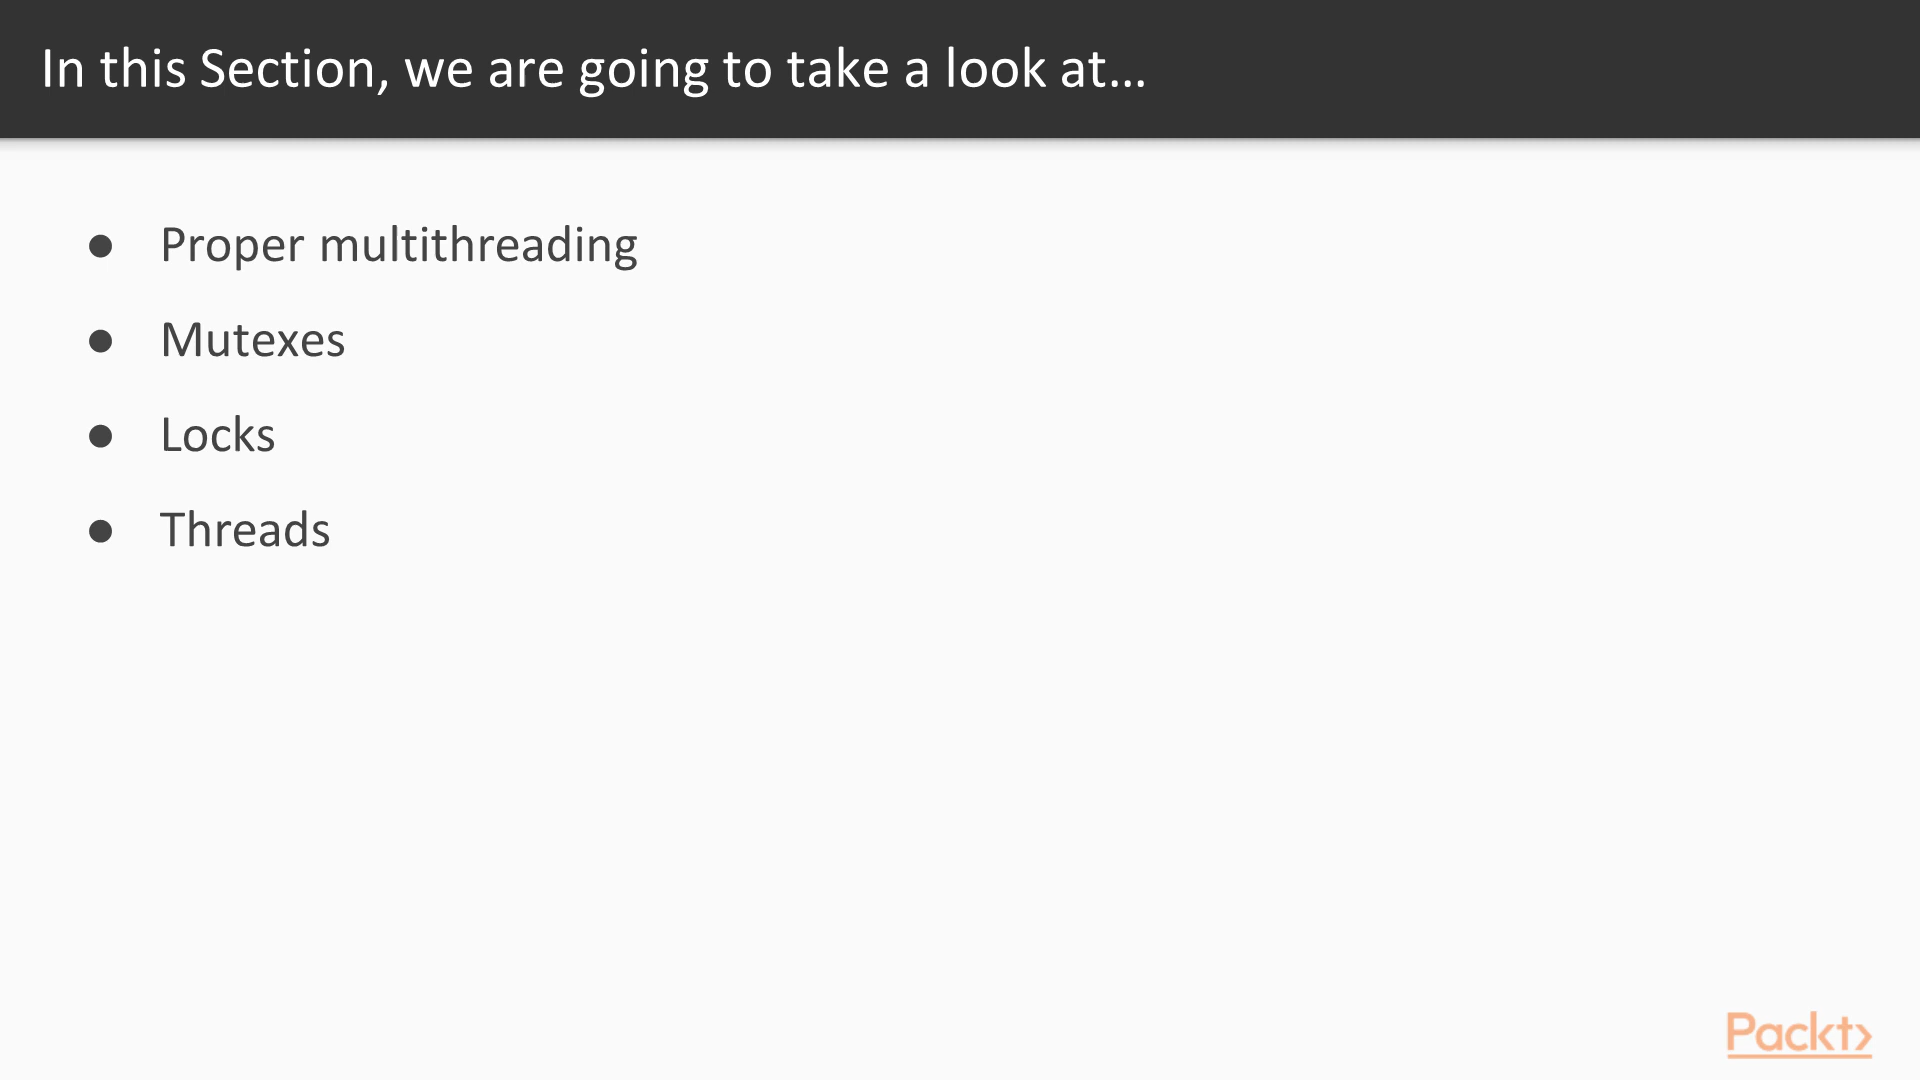 In this Section, we are going to take a look at...
● Proper multithreading
● Mutexes
● Locks
● Threads
Packt>